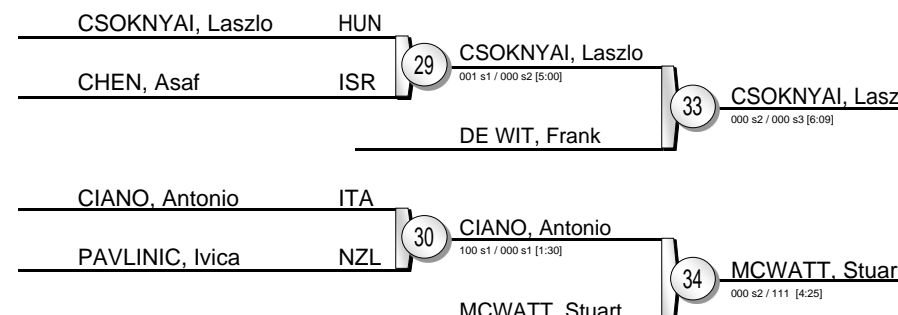 CSOKNYAI, Laszlo HUN
29
CSOKNYAI, Laszlo
001 s1 / 000 s2 [5:00]
CHEN, Asaf ISR
33
CSOKNYAI, Lasz
000 s2 / 000 s3 [6:09]
DE WIT, Frank
CIANO, Antonio ITA
30
CIANO, Antonio
100 s1 / 000 s1 [1:30]
PAVLINIC, Ivica NZL
34
MCWATT, Stuar
000 s2 / 111 [4:25]
MCWATT, Stuart